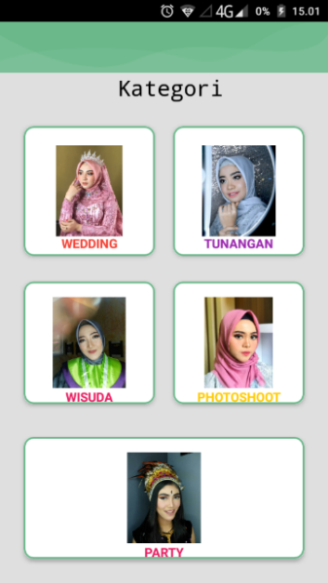 4G 0% 15.01
Kategori
WEDDING
TUNANGAN
WISUDA
PHOTOSHOOT
PARTY